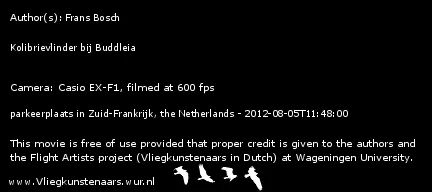 Author(s): Frans Bosch
Kolibrievlinder bij Buddleia
Camera: Casio EX-F1, filmed at 600 fps
parkeerplaats in Zuid-Frankrijk, the Netherlands - 2012-08-05T11:48:00
This movie is free of use provided that proper credit is given to the authors and
the Flight Artists project (Vliegkunstenaars in Dutch) at Wageningen University.
www.Vliegkunstenaars.wur.nl